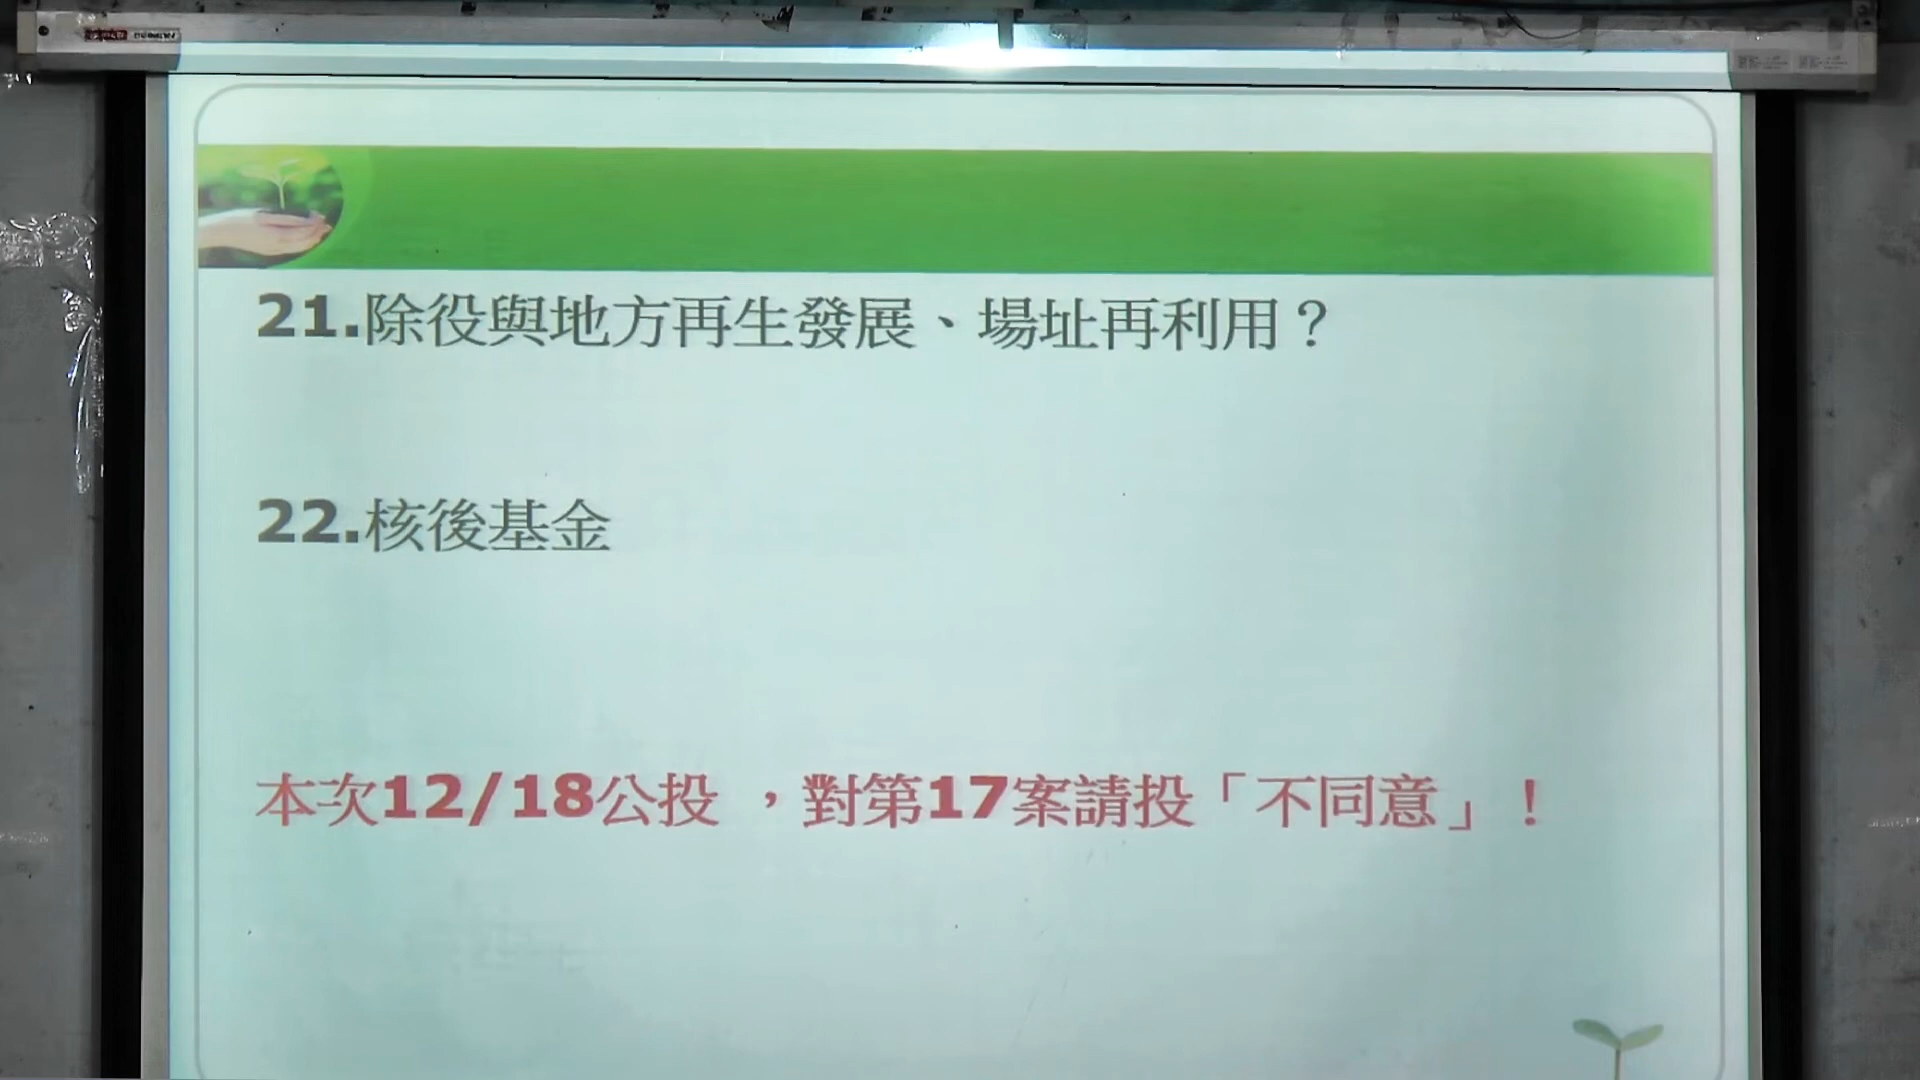 21.除役與地方再生發展、場址再利用？
22.核後基金
本次12/18公投 ，對第17案請投「不同意」！